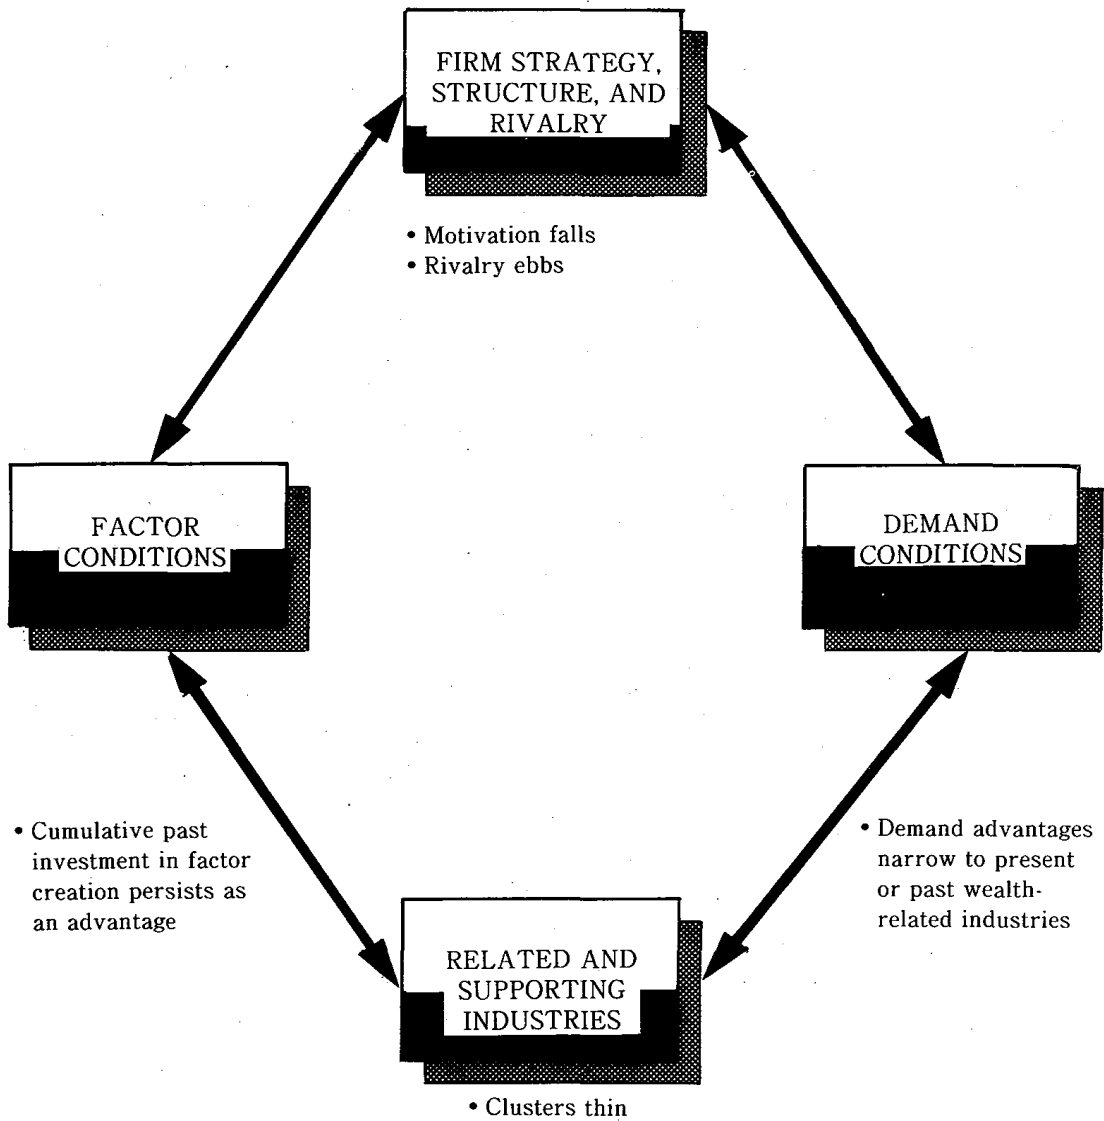 FIRM STRATEGY,
STRUCTURE, AND
RIVALRY
• Motivation falls
• Rivalry ebbs
FACTOR
CONDITIONS
DEMAND
CONDITIONS
• Cumulative past
investment in factor
creation persists as
an advantage
• Demand advantages
narrow to present
or past wealth-
related industries
RELATED AND
SUPPORTING
INDUSTRIES
• Clusters thin